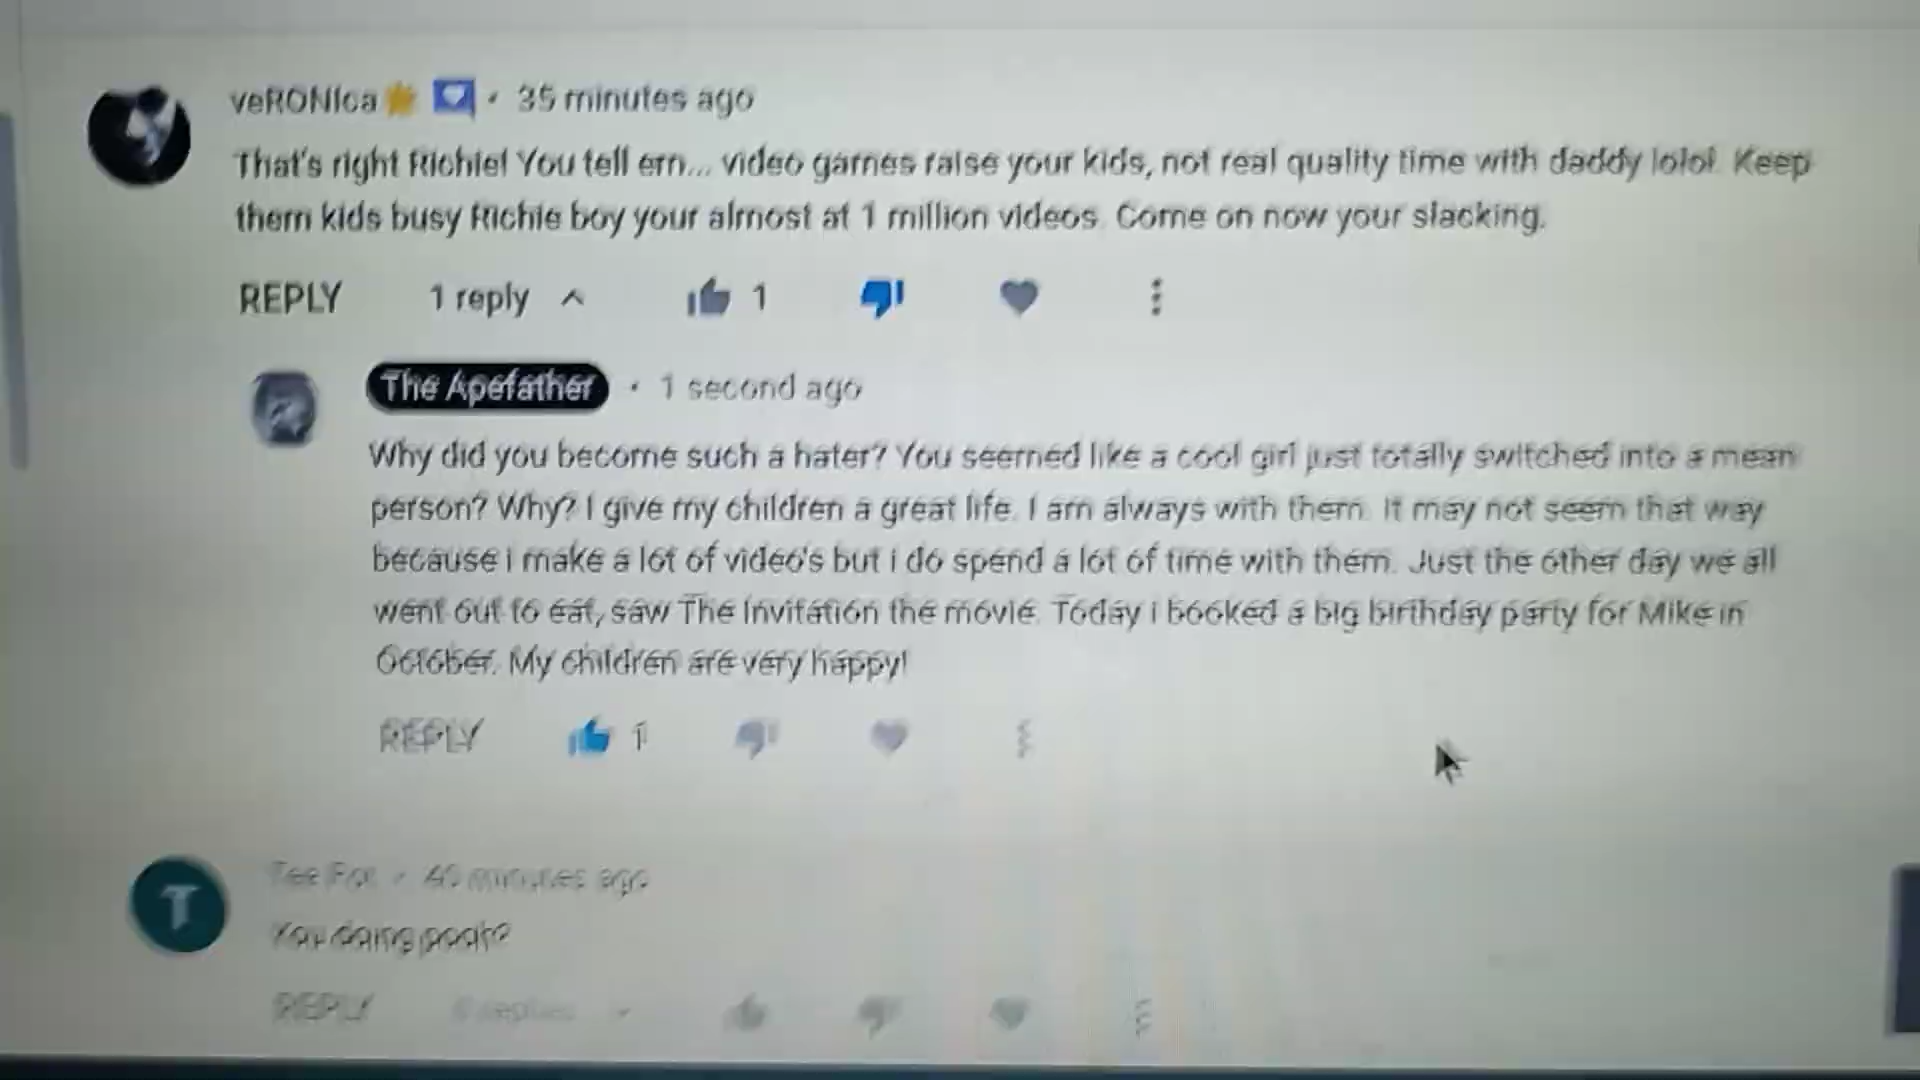 veRONIca 35 minutes ago
That's right Richie! You tell em... video games raise your kids, not real quality time with daddy lolol. Keep
them kids busy Richie boy your almost at 1 million videos. Come on now your slacking.
REPLY 1 reply 1
The Apefather · 1 second ago
Why did you become such a hater? You seemed like a cool girl just totally switched into a mean
person? Why? I give my children a great life. I am always with them. It may not seem that way
because i make a lot of video's but i do spend a lot of time with them. Just the other day we all
went out to eat, saw The Invitation the movie. Today i booked a big birthday party for Mike in
October. My children are very happy!
REPLY 1
T
Tee · minutes ago
You doing
REPLY replies